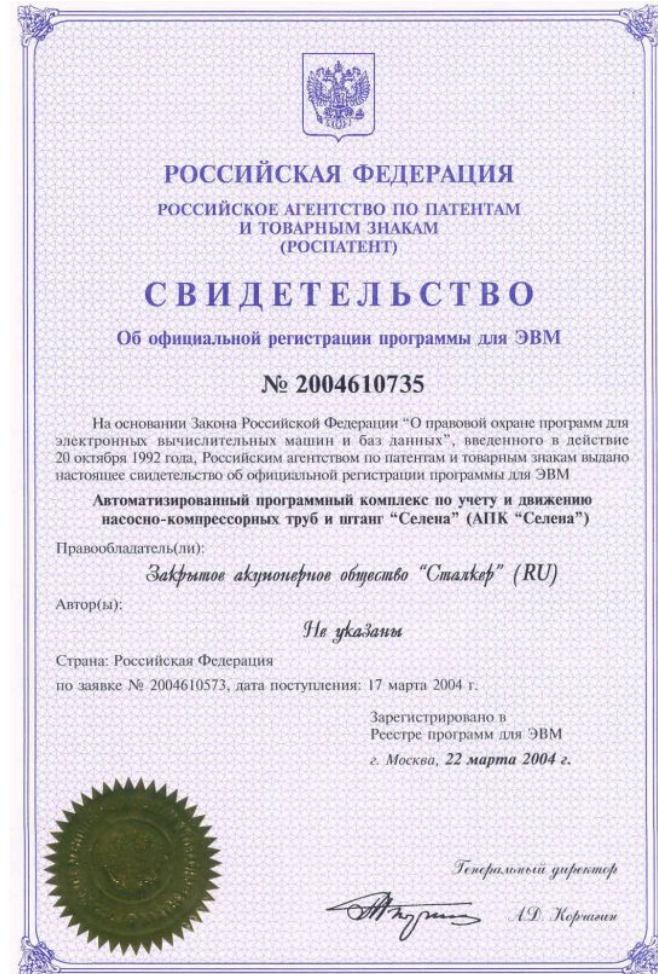 РОССИЙСКАЯ ФЕДЕРАЦИЯ
РОССИЙСКОЕ АГЕНТСТВО ПО ПАТЕНТАМ
И ТОВАРНЫМ ЗНАКАМ
(РОСПАТЕНТ)
СВИДЕТЕЛЬСТВО
Об официальной регистрации программы для ЭВМ
№ 2004610735
На основании Закона Российской Федерации “О правовой охране программ для
электронных вычислительных машин и баз данных”, введенного в действие
20 октября 1992 года, Российским агентством по патентам и товарным знакам выдано
настоящее свидетельство об официальной регистрации программы для ЭВМ
Автоматизированный программный комплекс по учету и движению
насосно-компрессорных труб и штанг “Селена” (АПК “Селена”)
Правообладатель(ли):
Закрытое акционерное общество “Сталкер” (RU)
Автор(ы):
Не указаны
Страна: Российская Федерация
по заявке № 2004610573, дата поступления: 17 марта 2004 г.
Зарегистрировано в
Реестре программ для ЭВМ
г. Москва, 22 марта 2004 г.
Генеральный директор
А.Д. Корчагин